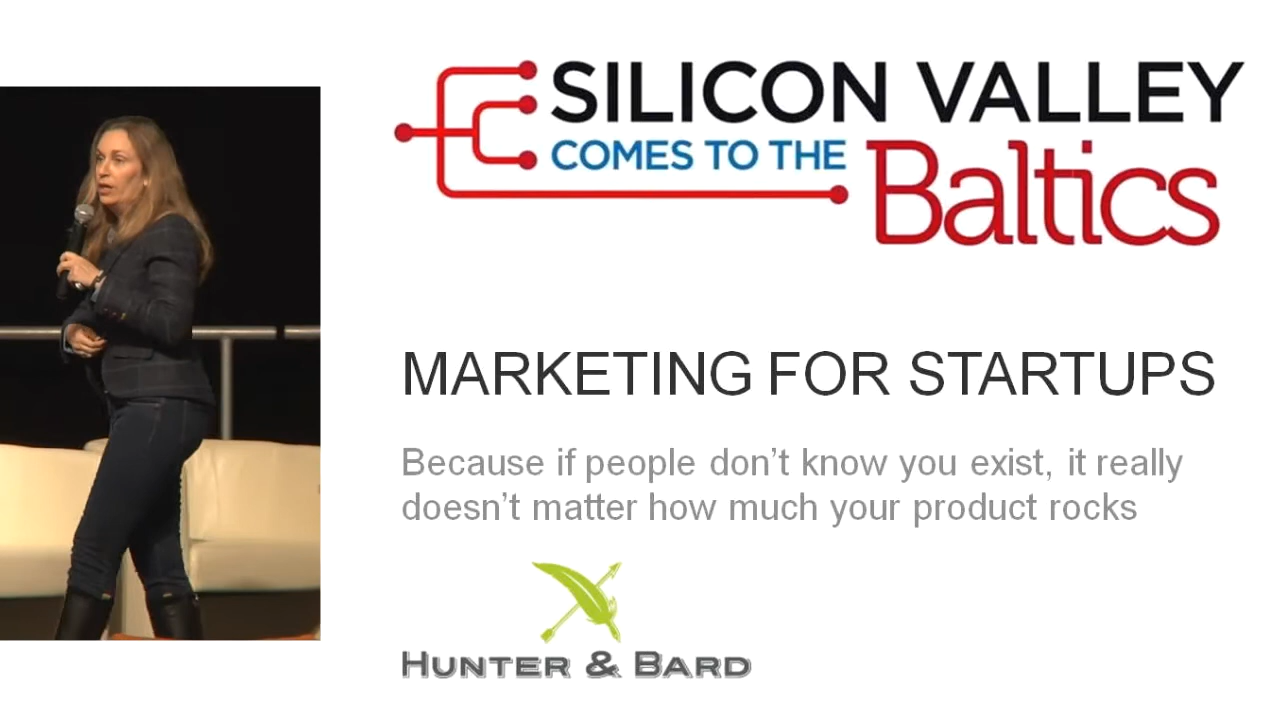 SILICON VALLEY
COMES TO THE
Baltics
MARKETING FOR STARTUPS
Because if people don't know you exist, it really
doesn't matter how much your product rocks
HUNTER & BARD